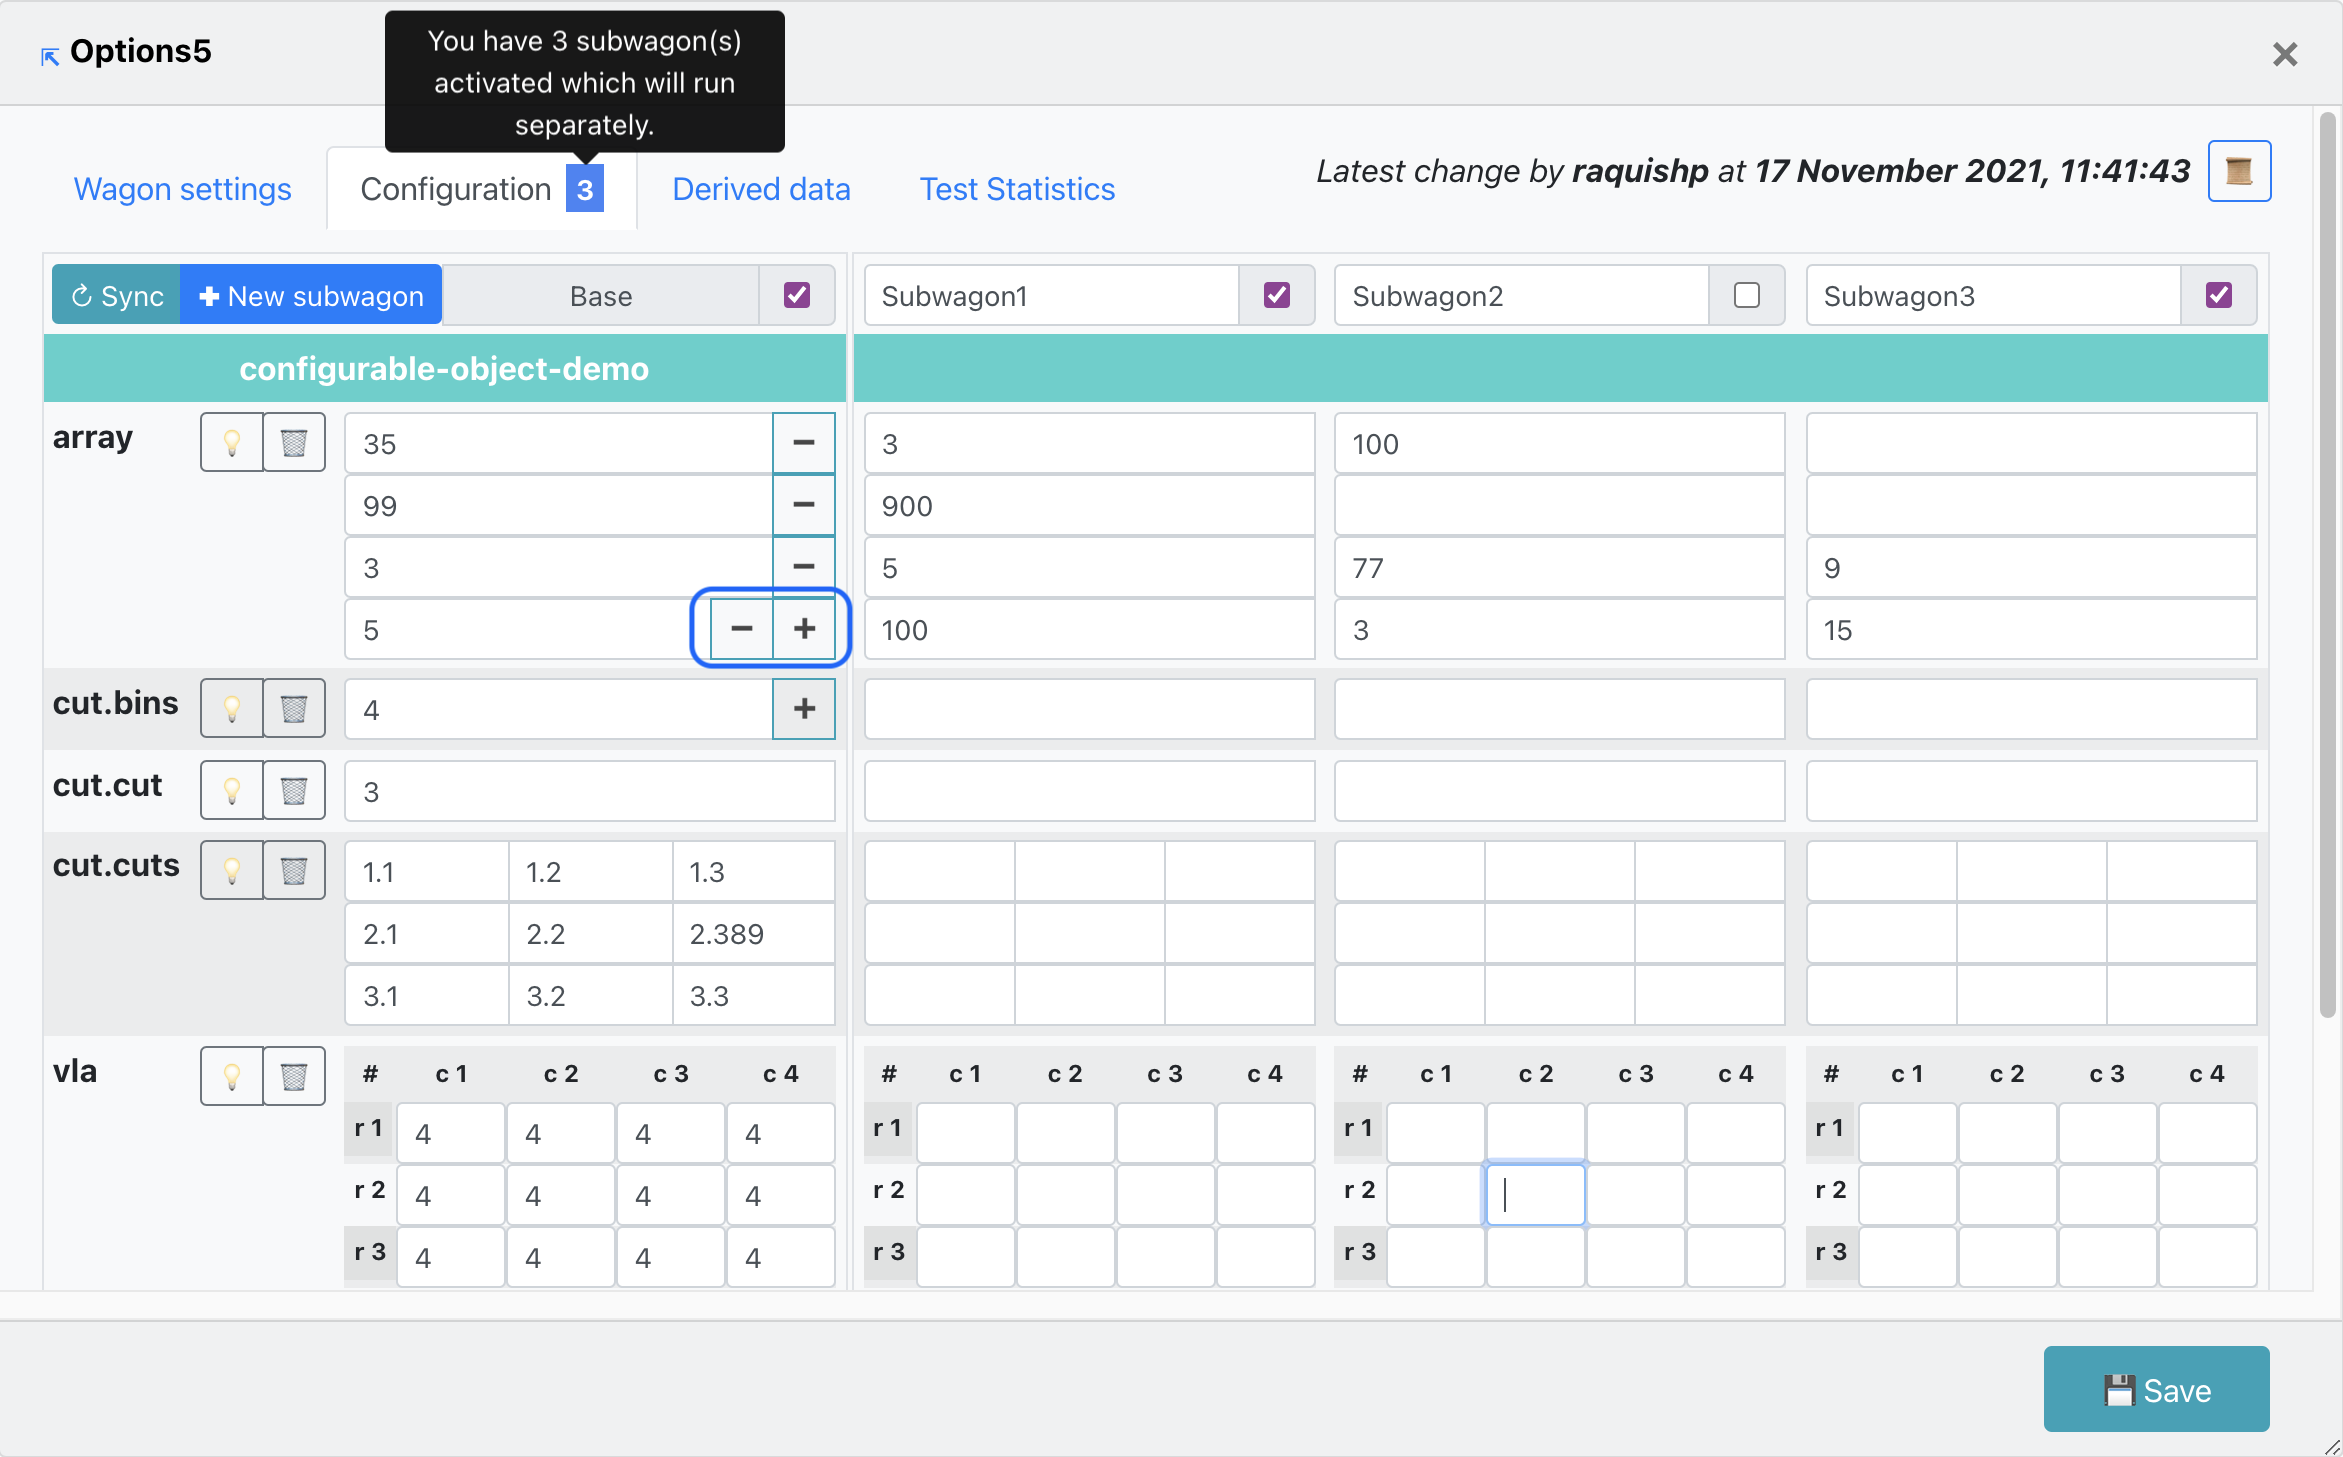 Options5
You have 3 subwagon(s)
activated which will run
separately.
Wagon settings Configuration 3 Derived data Test Statistics
Latest change by raquishp at 17 November 2021, 11:41:43
Sync New subwagon Base Subwagon1 Subwagon2 Subwagon3
configurable-object-demo
array 35 3 100
99 900
3 5 77 9
5 100 3 15
cut.bins 4
cut.cut 3
cut.cuts 1.1 1.2 1.3
2.1 2.2 2.389
3.1 3.2 3.3
vla # c 1 c 2 c 3 c 4 # c 1 c 2 c 3 c 4 # c 1 c 2 c 3 c 4 # c 1 c 2 c 3 c 4
r 1 4 4 4 4 r 1 r 1 r 1
r 2 4 4 4 4 r 2 r 2 r 2
r 3 4 4 4 4 r 3 r 3 r 3
Save